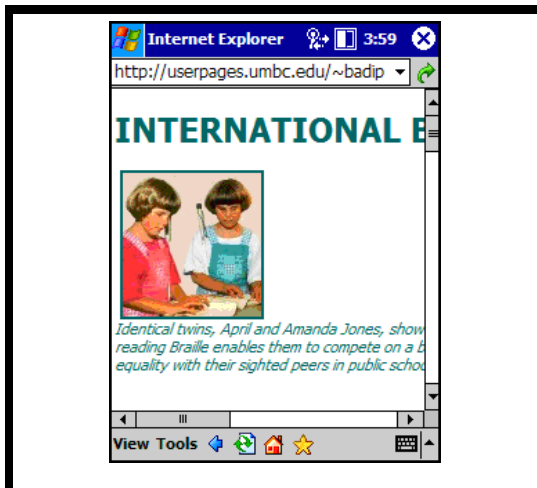 Internet Explorer 3:59
http://userpages.umbc.edu/~badip
INTERNATIONAL B
Identical twins, April and Amanda Jones, show
reading Braille enables them to compete on a b
equality with their sighted peers in public schoo
View Tools